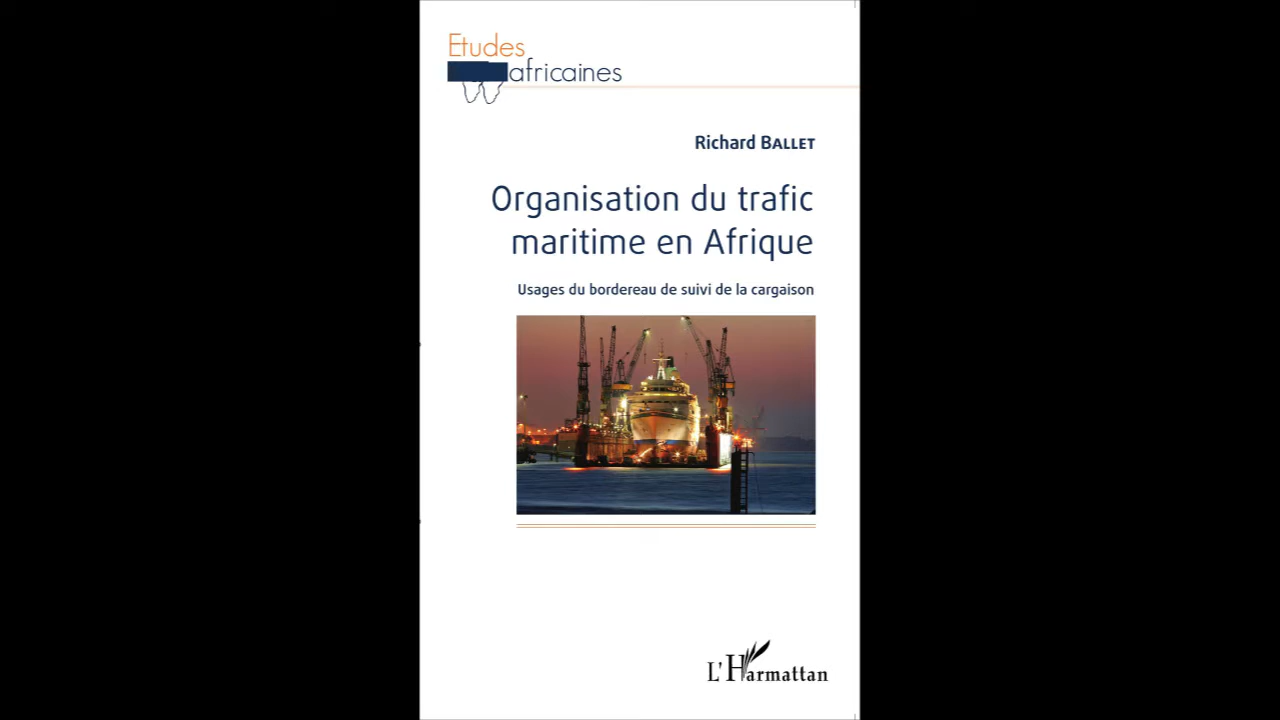 Etudes
africaines
Richard BALLET
Organisation du trafic
maritime en Afrique
Usages du bordereau de suivi de la cargaison
L'Harmattan